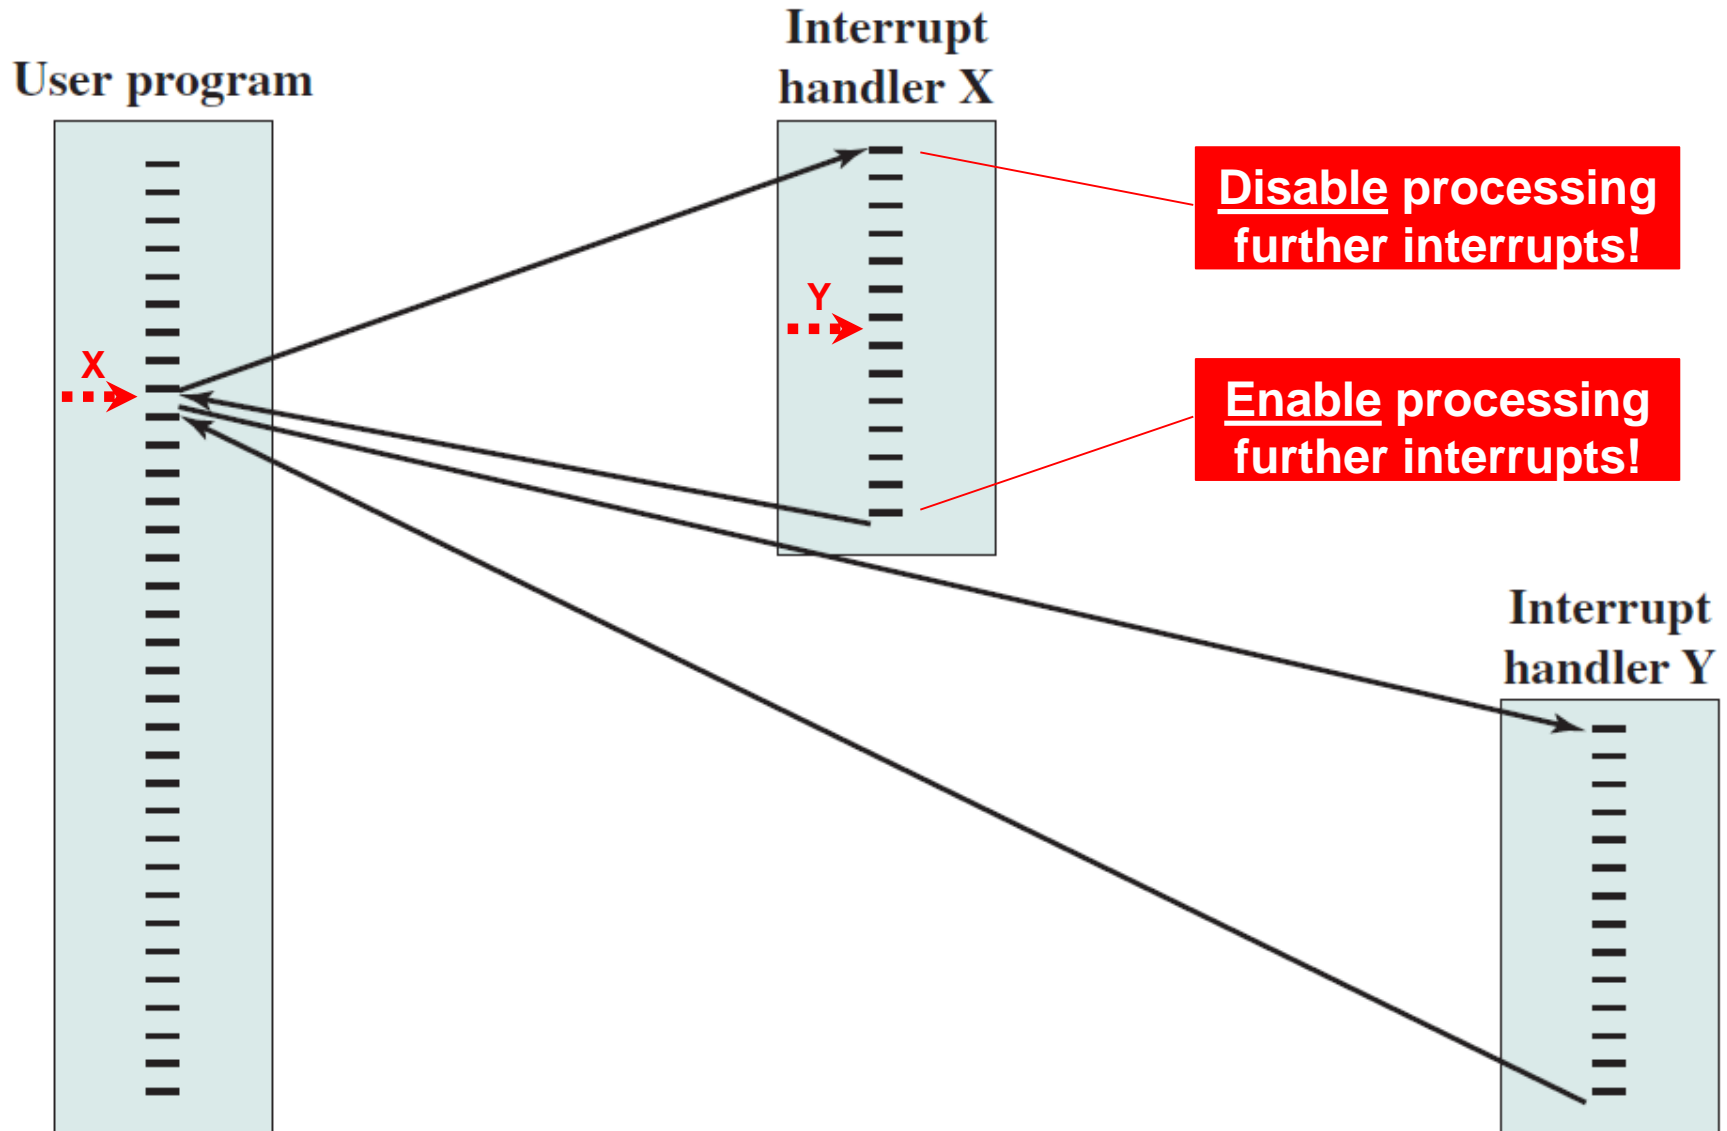 User program
Interrupt
handler X
Disable processing
further interrupts!
Y
X
Enable processing
further interrupts!
Interrupt
handler Y